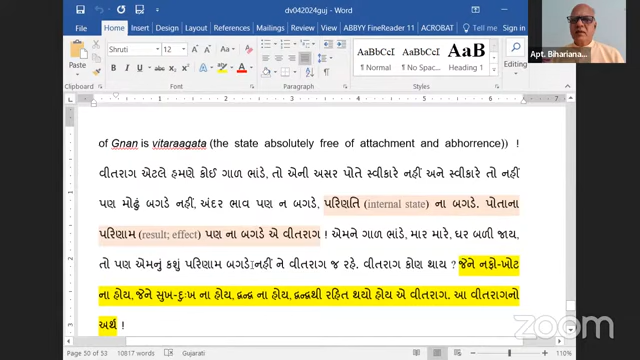 dv042024guj - Word
File Home Insert Design Layout References Mailings Review View ABBYY FineReader 11 ACROBAT Tell me Sign in Share
Shruti 12
Paste
AaBbCcI AaBbCcI AaBbC
¶ Normal ¶ No Spac... Heading 1
Editing
Clipboard Font Paragraph Styles
Apt. Bihariana...
of Gnan is vitaraagata (the state absolutely free of attachment and abhorrence)) !
વીતરાગ એટલે હમણે કોઈ ગાળ ભાંડે, તો એની અસર પોતે સ્વીકારે નહીં અને સ્વીકારે તો નહીં
પણ મોઢું બગડે નહીં, અંદર ભાવ પણ ન બગડે, પરિણતિ (internal state) ના બગડે. પોતાના
પરિણામ (result; effect) પણ ના બગડે એ વીતરાગ ! એમને ગાળ ભાંડે, માર મારે, ઘર બળી જાય,
તો પણ એમનું કશું પરિણામ બગડે નહીં ને વીતરાગ જ રહે. વીતરાગ કોણ થાય ? જેને નફો-ખોટ
ના હોય, જેને સુખ-દુઃખ ના હોય, દ્વન્દ્વ ના હોય, દ્વન્દ્વથી રહિત થયો હોય એ વીતરાગ. આ વીતરાગનો
અર્થ !
zoom
Page 50 of 53 10817 words Gujarati 110%